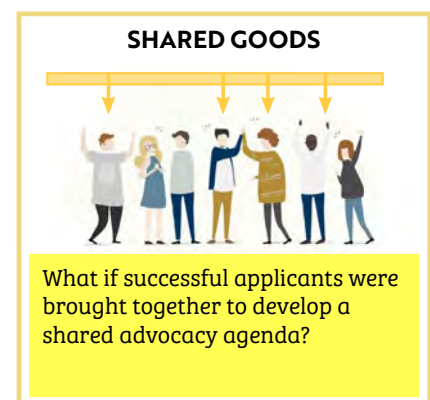 SHARED GOODS
What if successful applicants were
brought together to develop a
shared advocacy agenda?